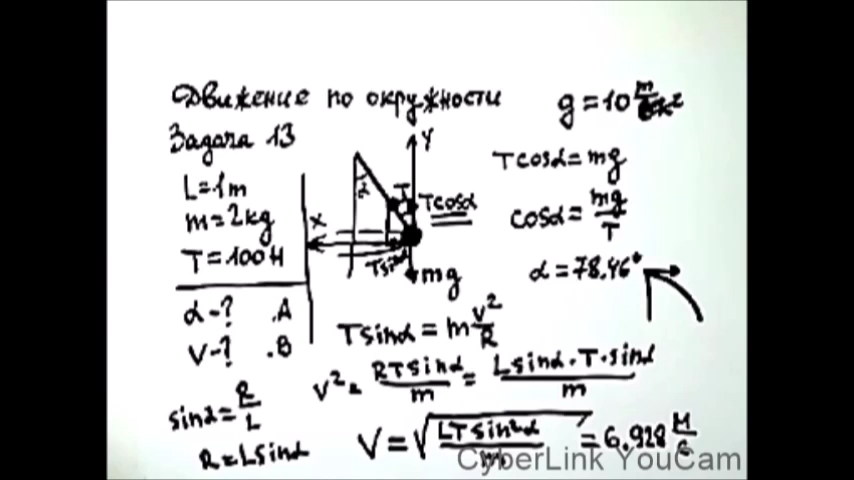 Движение по окружности
Задача 13
L=1m
m=2kg
T=100H
α-? .A
V-? .B
sinα=R/L
R=Lsinα
Y
X
α
T
Tcosα
Tsinα
mg
g=10
Tcosα=mg
cosα=mg/T
α=78.46°
Tsinα=mV²/R
V²=RTsinα/m=Lsinα·T·sinα/m
V=√(LTsin²α/m)=6.928 M/c
CyberLink YouCam